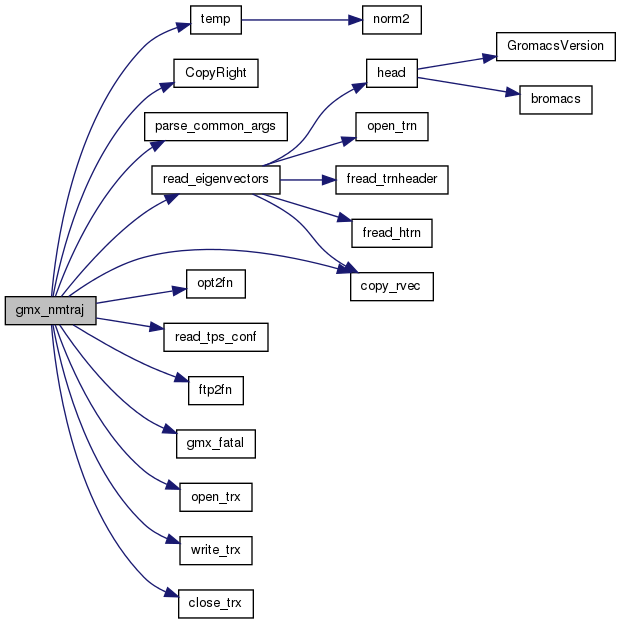 temp
norm2
CopyRight
head
GromacsVersion
bromacs
parse_common_args
open_trn
read_eigenvectors
fread_trnheader
fread_htrn
copy_rvec
opt2fn
gmx_nmtraj
read_tps_conf
ftp2fn
gmx_fatal
open_trx
write_trx
close_trx